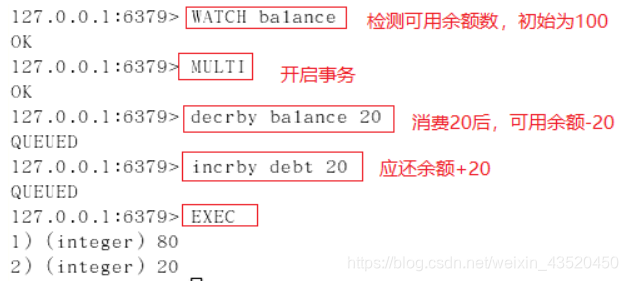 127.0.0.1:6379> WATCH balance 检测可用余额数，初始为100
OK
127.0.0.1:6379> MULTI 开启事务
OK
127.0.0.1:6379> decrby balance 20 消费20后，可用余额-20
QUEUED
127.0.0.1:6379> incrby debt 20 应还余额+20
QUEUED
127.0.0.1:6379> EXEC
1) (integer) 80
2) (integer) 20
https://blog.csdn.net/weixin_43520450